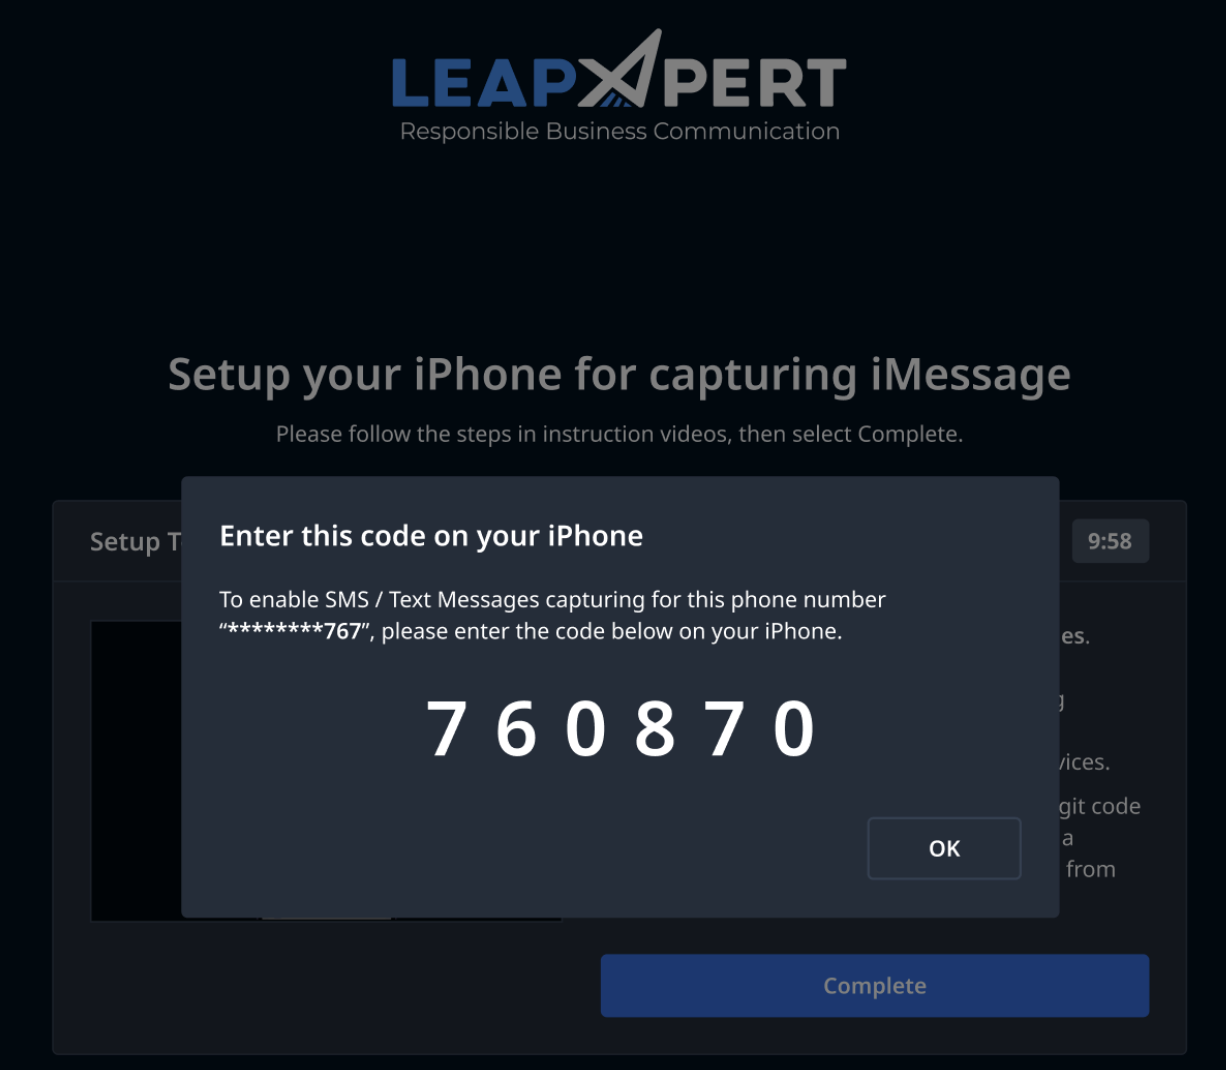 LEAPXPERT
Responsible Business Communication
Setup your iPhone for capturing iMessage
Please follow the steps in instruction videos, then select Complete.
Setup T
9:58
Enter this code on your iPhone
To enable SMS / Text Messages capturing for this phone number
“********767”, please enter the code below on your iPhone.
7 6 0 8 7 0
OK
es.
g
vices.
git code
a
from
Complete